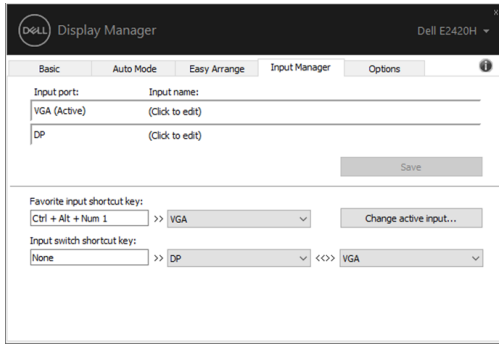 DELL Display Manager Dell E2420H
Basic Auto Mode Easy Arrange Input Manager Options
Input port: Input name:
VGA (Active) (Click to edit)
DP (Click to edit)
Save
Favorite input shortcut key:
Ctrl + Alt + Num 1 >> VGA Change active input...
Input switch shortcut key:
None >> DP <<>> VGA